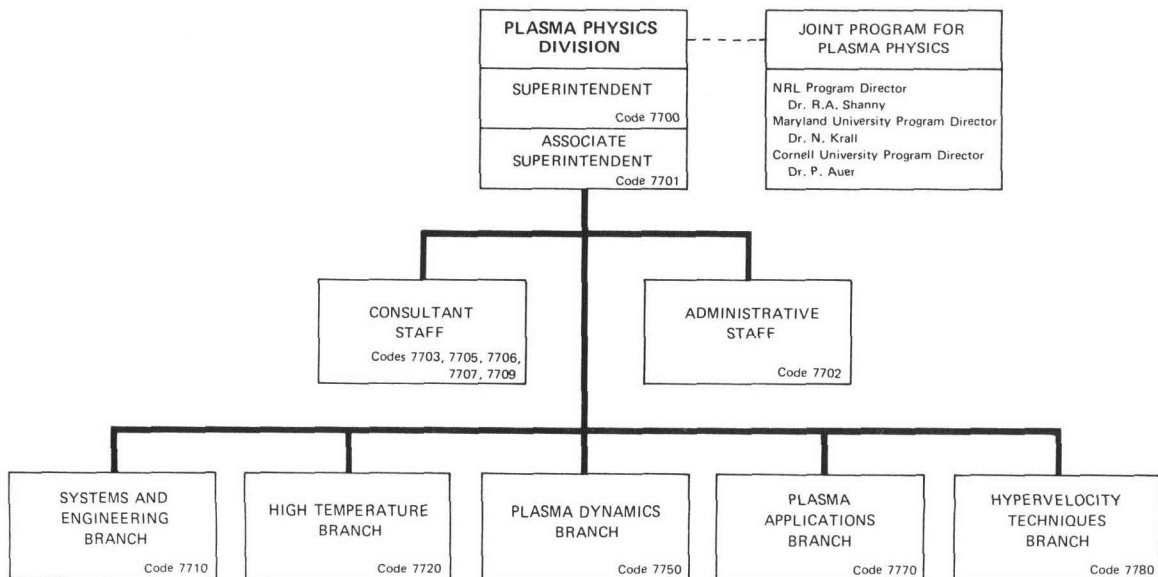 PLASMA PHYSICS
DIVISION
SUPERINTENDENT
Code 7700
ASSOCIATE
SUPERINTENDENT
Code 7701
JOINT PROGRAM FOR
PLASMA PHYSICS
NRL Program Director
Dr. R.A. Shanny
Maryland University Program Director
Dr. N. Krall
Cornell University Program Director
Dr. P. Auer
CONSULTANT
STAFF
Codes 7703, 7705, 7706,
7707, 7709
ADMINISTRATIVE
STAFF
Code 7702
SYSTEMS AND
ENGINEERING
BRANCH
Code 7710
HIGH TEMPERATURE
BRANCH
Code 7720
PLASMA DYNAMICS
BRANCH
Code 7750
PLASMA
APPLICATIONS
BRANCH
Code 7770
HYPERVELOCITY
TECHNIQUES
BRANCH
Code 7780